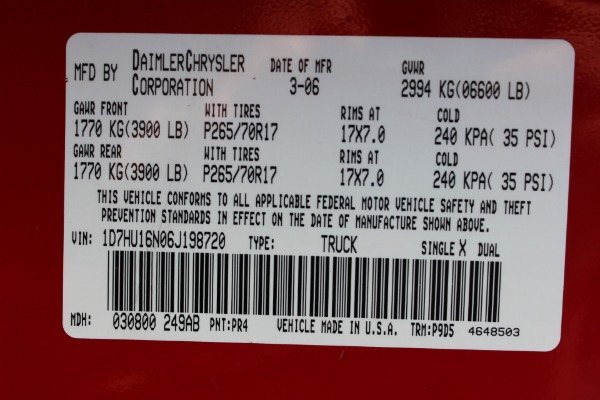 MFD BY DAIMLERCHRYSLER CORPORATION DATE OF MFR 3-06 GVWR 2994 KG(06600 LB)
GAWR FRONT WITH TIRES RIMS AT COLD
1770 KG(3900 LB) P265/70R17 17X7.0 240 KPA( 35 PSI)
GAWR REAR WITH TIRES RIMS AT COLD
1770 KG(3900 LB) P265/70R17 17X7.0 240 KPA( 35 PSI)
THIS VEHICLE CONFORMS TO ALL APPLICABLE FEDERAL MOTOR VEHICLE SAFETY AND THEFT
PREVENTION STANDARDS IN EFFECT ON THE DATE OF MANUFACTURE SHOWN ABOVE.
VIN: 1D7HU16N06J198720 TYPE: TRUCK SINGLE X DUAL
MDH: 030800 249AB PNT:PR4 VEHICLE MADE IN U.S.A. TRM:P9D5 4648503